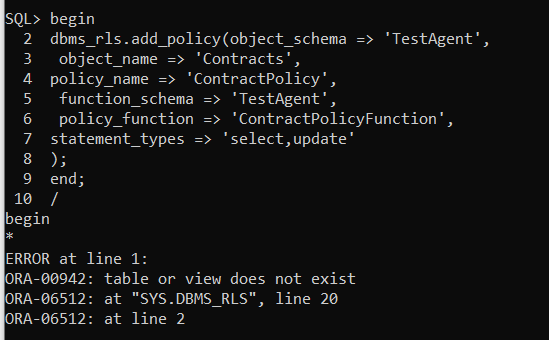 SQL> begin
  2  dbms_rls.add_policy(object_schema => 'TestAgent',
  3   object_name => 'Contracts',
  4  policy_name => 'ContractPolicy',
  5   function_schema => 'TestAgent',
  6   policy_function => 'ContractPolicyFunction',
  7  statement_types => 'select,update'
  8  );
  9  end;
 10  /
begin
*
ERROR at line 1:
ORA-00942: table or view does not exist
ORA-06512: at "SYS.DBMS_RLS", line 20
ORA-06512: at line 2